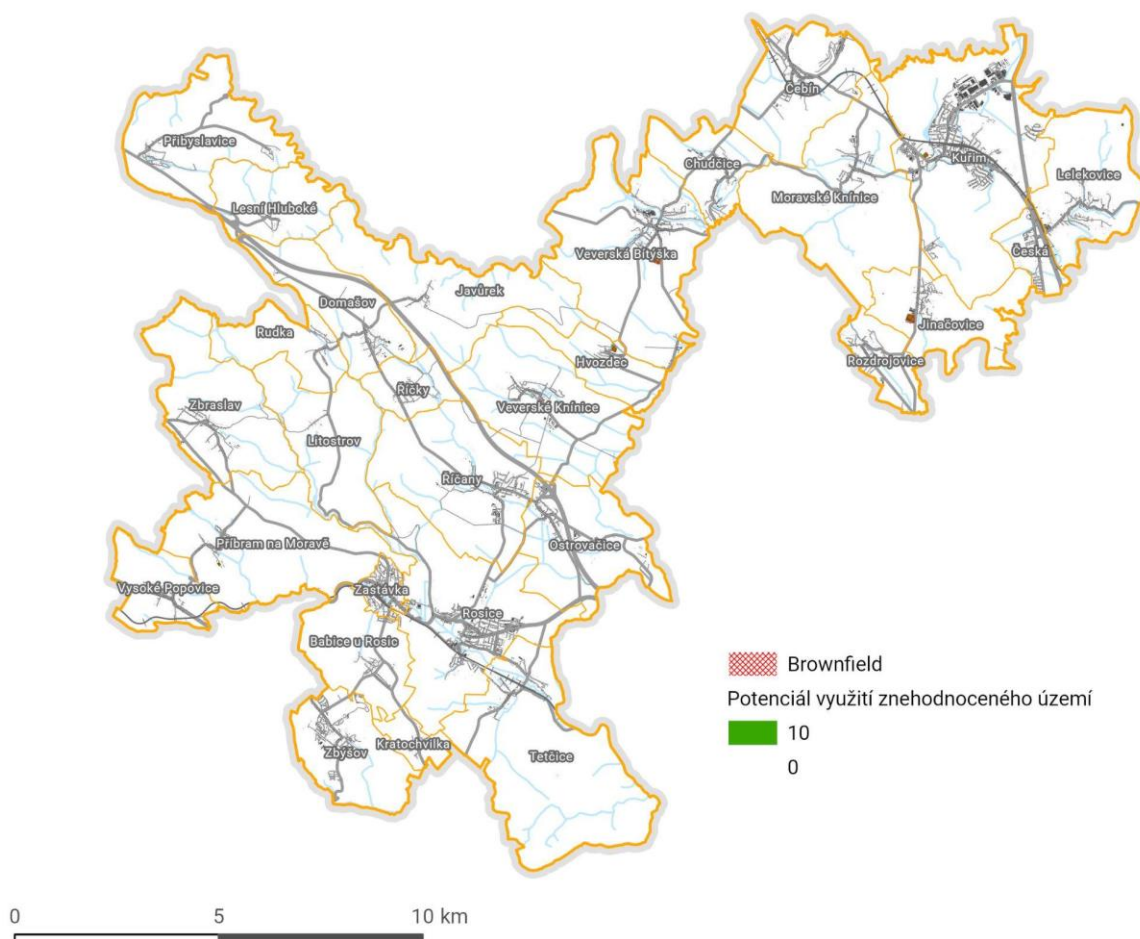 Čebín
Přibyslavice
Kuřim
Chudčice
Lelekovice
Moravské Knínice
Lesní Hluboké
Česká
Veverská Bítýška
Javůrek
Domašov
Jinačovice
Rudka
Rozdrojovice
Hvozdec
Říčky
Zbraslav
Veverské Knínice
Litostrov
Říčany
Příbram na Moravě
Ostrovačice
Vysoké Popovice
Zastávka
Rosice
Babice u Rosic
Zbýšov
Kratochvilka
Tetčice
Brownfield
Potenciál využití znehodnoceného území
10
0
0 5 10 km